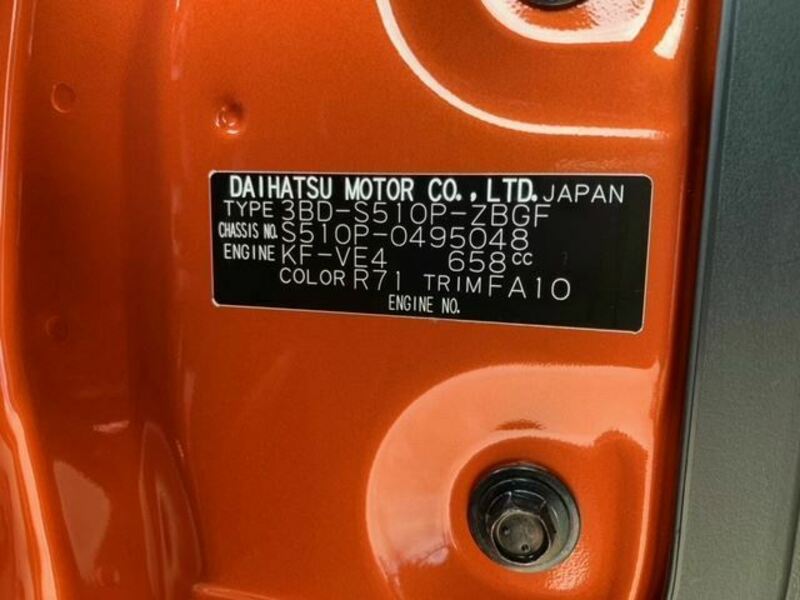 DAIHATSU MOTOR CO., LTD. JAPAN
TYPE 3BD-S510P-ZBGF
CHASSIS NO. S510P-0495048
ENGINE KF-VE4 658cc
COLOR R71 TRIM FA10
ENGINE NO.